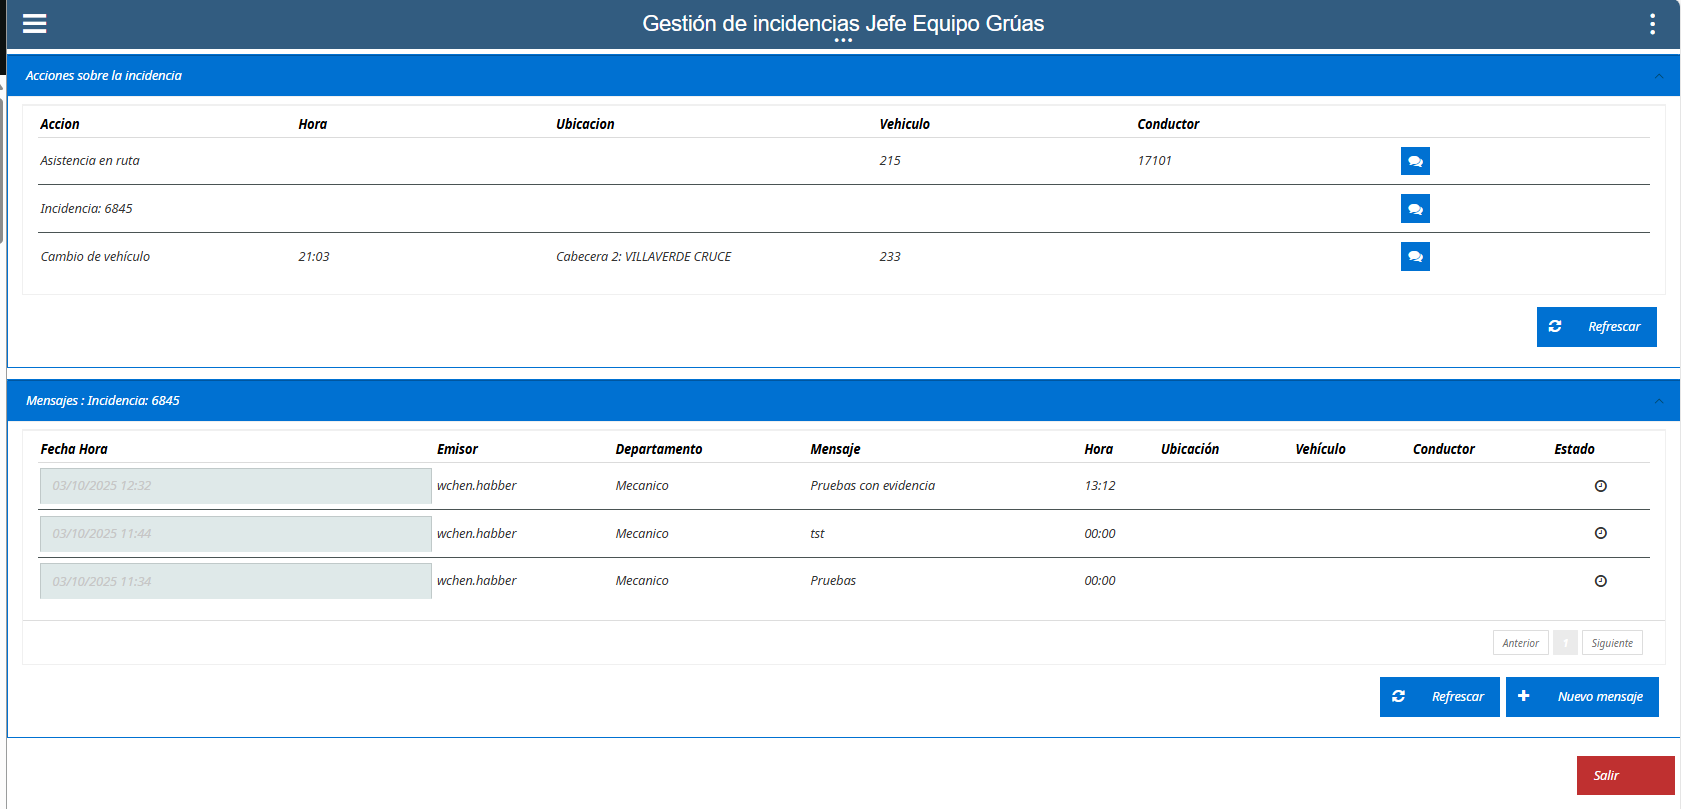 Gestión de incidencias Jefe Equipo Grúas
Acciones sobre la incidencia
Accion Hora Ubicacion Vehiculo Conductor
Asistencia en ruta 215 17101
Incidencia: 6845
Cambio de vehículo 21:03 Cabecera 2: VILLAVERDE CRUCE 233
Refrescar
Mensajes : Incidencia: 6845
Fecha Hora Emisor Departamento Mensaje Hora Ubicación Vehículo Conductor Estado
03/10/2025 12:32 wchen.habber Mecanico Pruebas con evidencia 13:12
03/10/2025 11:44 wchen.habber Mecanico tst 00:00
03/10/2025 11:34 wchen.habber Mecanico Pruebas 00:00
Anterior 1 Siguiente
Refrescar Nuevo mensaje
Salir